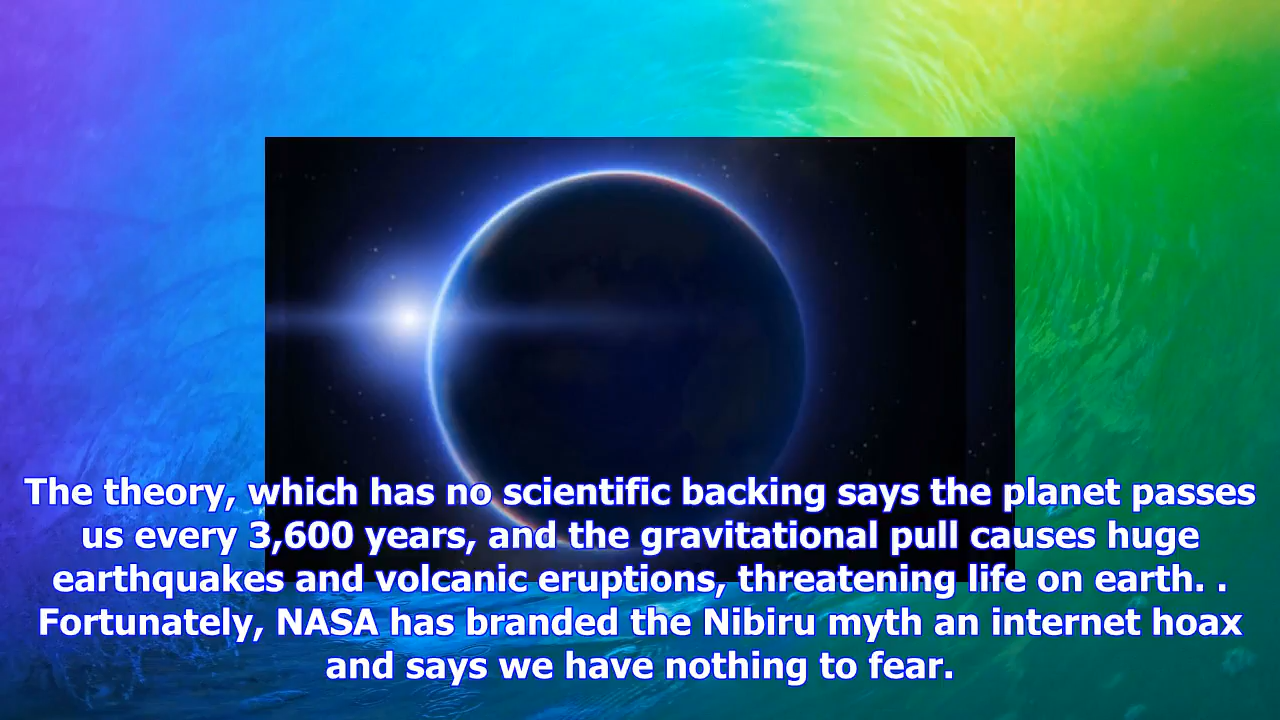 The theory, which has no scientific backing says the planet passes
us every 3,600 years, and the gravitational pull causes huge
earthquakes and volcanic eruptions, threatening life on earth. .
Fortunately, NASA has branded the Nibiru myth an internet hoax
and says we have nothing to fear.